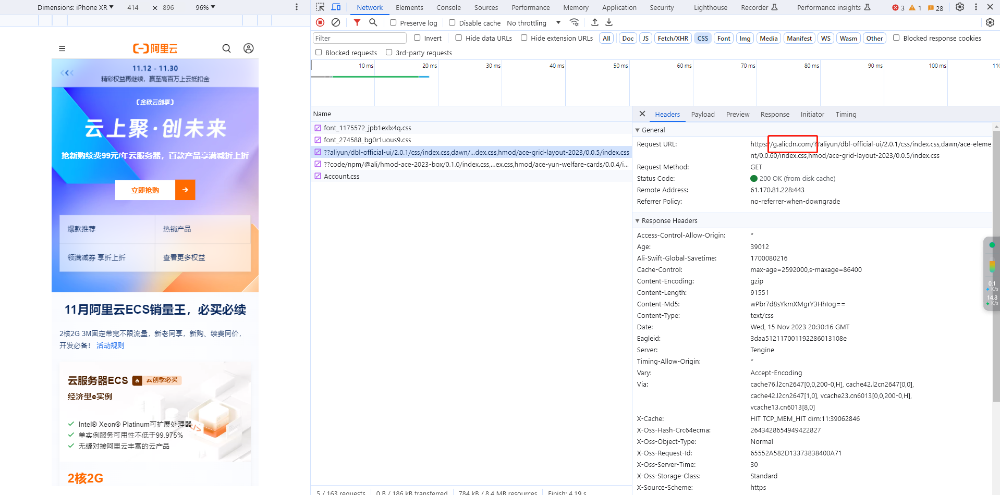 Dimensions: iPhone XR ▼ 414 × 896 96% ▼
Network Elements Console Sources Performance Memory Application Security Lighthouse Recorder Performance insights 3 1 28
Preserve log Disable cache No throttling
Filter Invert Hide data URLs Hide extension URLs All Doc JS Fetch/XHR CSS Font Img Media Manifest WS Wasm Other Blocked response cookies
Blocked requests 3rd-party requests
10 ms 20 ms 30 ms 40 ms 50 ms 60 ms 70 ms 80 ms 90 ms 100 ms
阿里云
11.12 - 11.30
精彩权益再继续，赢至高百万上云抵扣金
〔金秋云创季〕
云上聚·创未来
抢新购续费99元/年云服务器，百款产品享满减折上折
立即抢购
爆款推荐 热销产品
领满减券 享折上折 查看更多权益
11月阿里云ECS销量王，必买必续
2核2G 3M固定带宽不限流量，新老同享，新购、续费同价，
开发必备！ 活动规则
云服务器ECS 云创季必买
经济型e实例
Intel® Xeon® Platinum可扩展处理器
单实例服务可用性不低于99.975%
无缝对接阿里云丰富的云产品
2核2G
Name
font_1175572_jpb1exlx4q.css
font_274588_bg0r1uous9.css
??aliyun/dbl-official-ui/2.0.1/css/index.css,dawn/…dex.css,hmod/ace-grid-layout-2023/0.0.5/index.css
??code/npm/@ali/hmod-ace-2023-box/0.1.0/index.css,…ex.css,hmod/ace-yun-welfare-cards/0.0.4/i...
Account.css
5 / 163 requests 0 B / 186 kB transferred 784 kB / 8.4 MB resources Finish: 4.19 s
Headers Payload Preview Response Initiator Timing
General
Request URL: https://g.alicdn.com/??aliyun/dbl-official-ui/2.0.1/css/index.css,dawn/ace-eleme
nt/0.0.60/index.css,hmod/ace-grid-layout-2023/0.0.5/index.css
Request Method: GET
Status Code: 200 OK (from disk cache)
Remote Address: 61.170.81.228:443
Referrer Policy: no-referrer-when-downgrade
Response Headers
Access-Control-Allow-Origin: *
Age: 39012
Ali-Swift-Global-Savetime: 1700080216
Cache-Control: max-age=2592000,s-maxage=86400
Content-Encoding: gzip
Content-Length: 91551
Content-Md5: wPbr7d8sYkmXMgrY3HhIog==
Content-Type: text/css
Date: Wed, 15 Nov 2023 20:30:16 GMT
Eagleid: 3daa512117001192286013108e
Server: Tengine
Timing-Allow-Origin: *
Vary: Accept-Encoding
Via: cache76.l2cn2647[0,0,200-0,H], cache42.l2cn2647[0,0],
cache42.l2cn2647[1,0], vcache23.cn6013[0,0,200-0,H],
vcache13.cn6013[8,0]
X-Cache: HIT TCP_MEM_HIT dirn:11:39062846
X-Oss-Hash-Crc64ecma: 2643428654949422827
X-Oss-Object-Type: Normal
X-Oss-Request-Id: 65552A582D13373838400A71
X-Oss-Server-Time: 30
X-Oss-Storage-Class: Standard
X-Source-Scheme: https
0.1
K/s
14.8
K/s